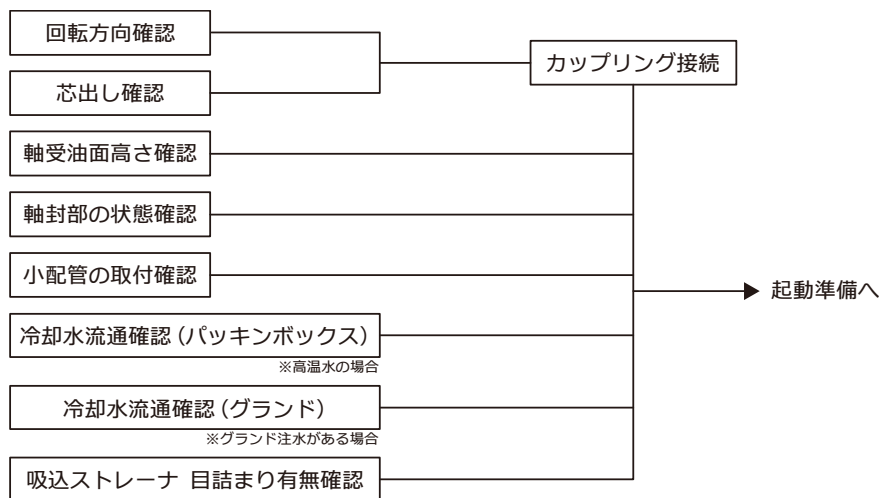 回転方向確認
カップリング接続
芯出し確認
軸受油面高さ確認
軸封部の状態確認
小配管の取付確認
起動準備へ
冷却水流通確認(パッキンボックス)
※高温水の場合
冷却水流通確認(グランド)
※グランド注水がある場合
吸込ストレーナ 目詰まり有無確認